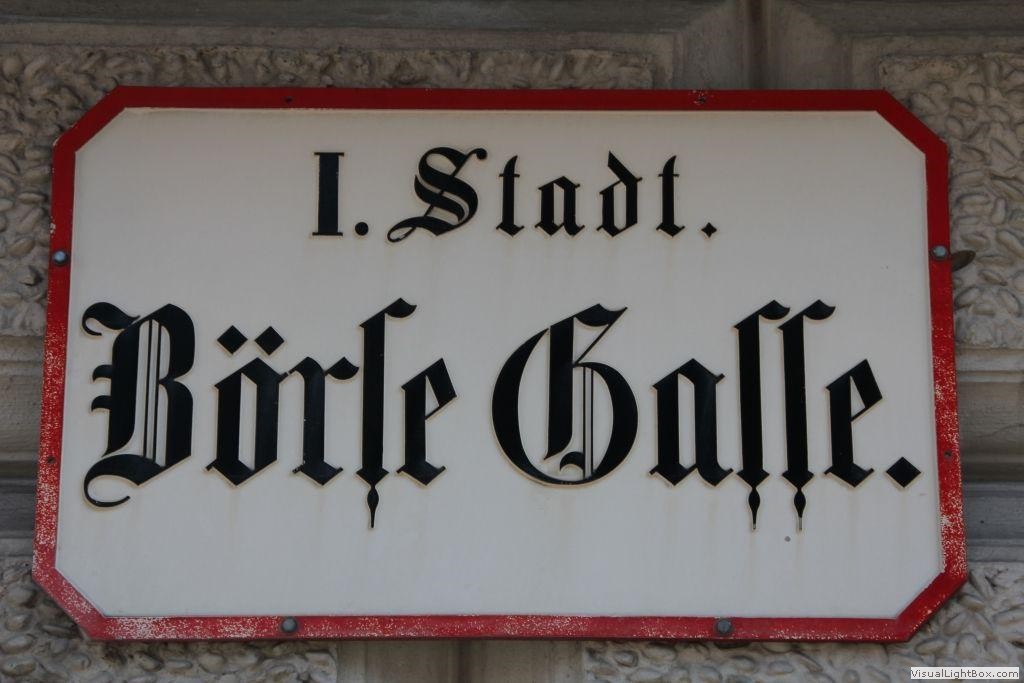 I. Stadt.
Börſe Gaſſe.
VisualLightBox.com